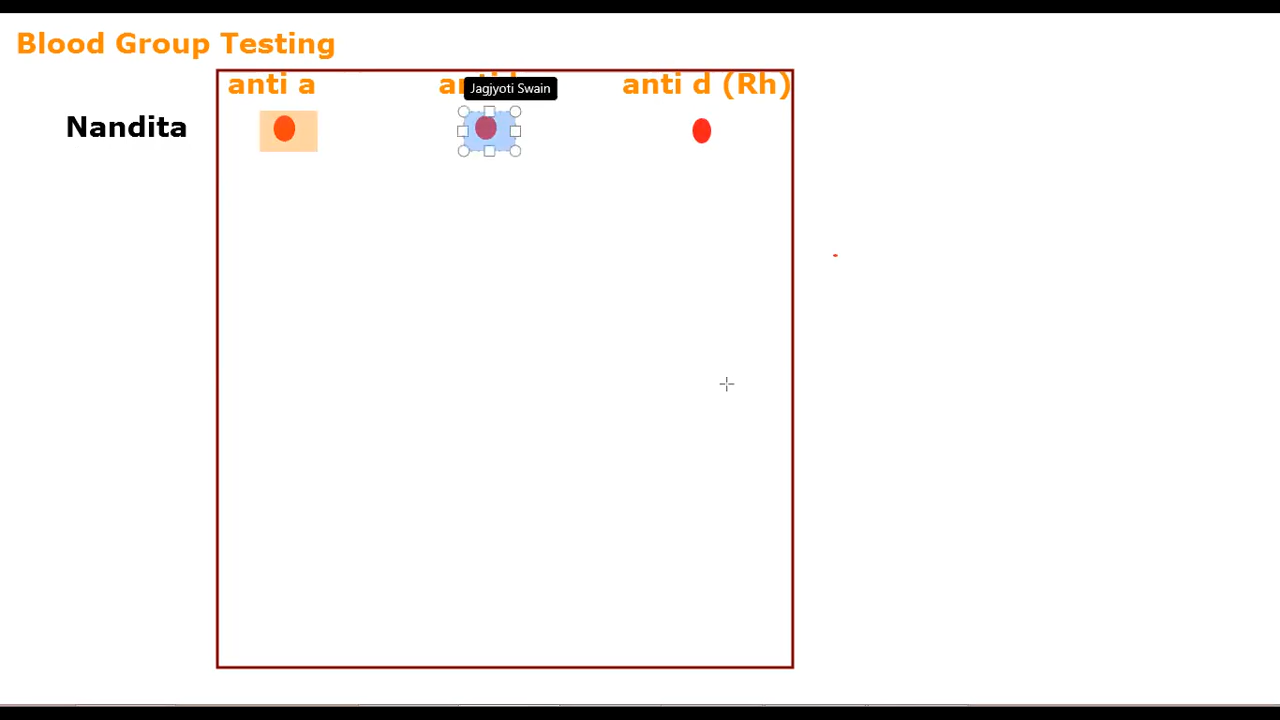 Blood Group Testing
anti a anti d (Rh)
Jagjyoti Swain
Nandita